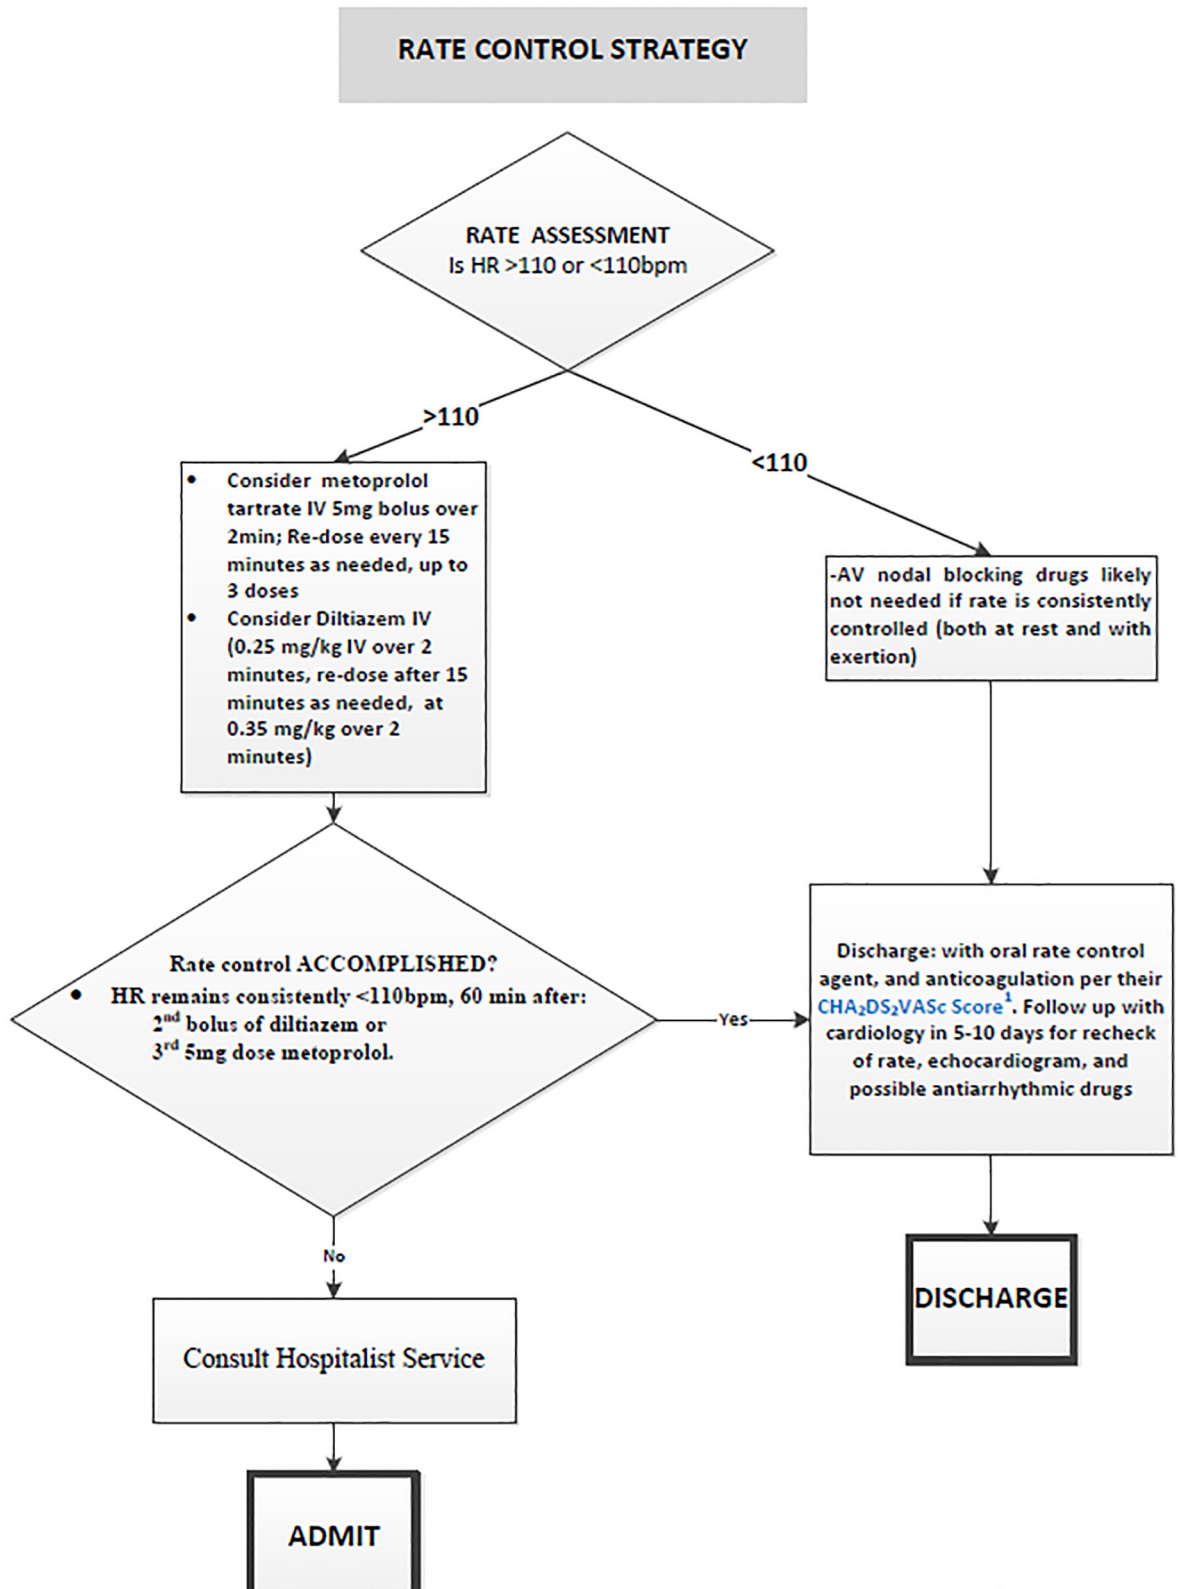 RATE CONTROL STRATEGY
RATE ASSESSMENT
Is HR >110 or <110bpm
>110
<110
• Consider metoprolol
tartrate IV 5mg bolus over
2min; Re-dose every 15
minutes as needed, up to
3 doses
• Consider Diltiazem IV
(0.25 mg/kg IV over 2
minutes, re-dose after 15
minutes as needed, at
0.35 mg/kg over 2
minutes)
-AV nodal blocking drugs likely
not needed if rate is consistently
controlled (both at rest and with
exertion)
Rate control ACCOMPLISHED?
• HR remains consistently <110bpm, 60 min after:
2nd bolus of diltiazem or
3rd 5mg dose metoprolol.
Yes
Discharge: with oral rate control
agent, and anticoagulation per their
CHA₂DS₂VASc Score¹. Follow up with
cardiology in 5-10 days for recheck
of rate, echocardiogram, and
possible antiarrhythmic drugs
No
Consult Hospitalist Service
DISCHARGE
ADMIT